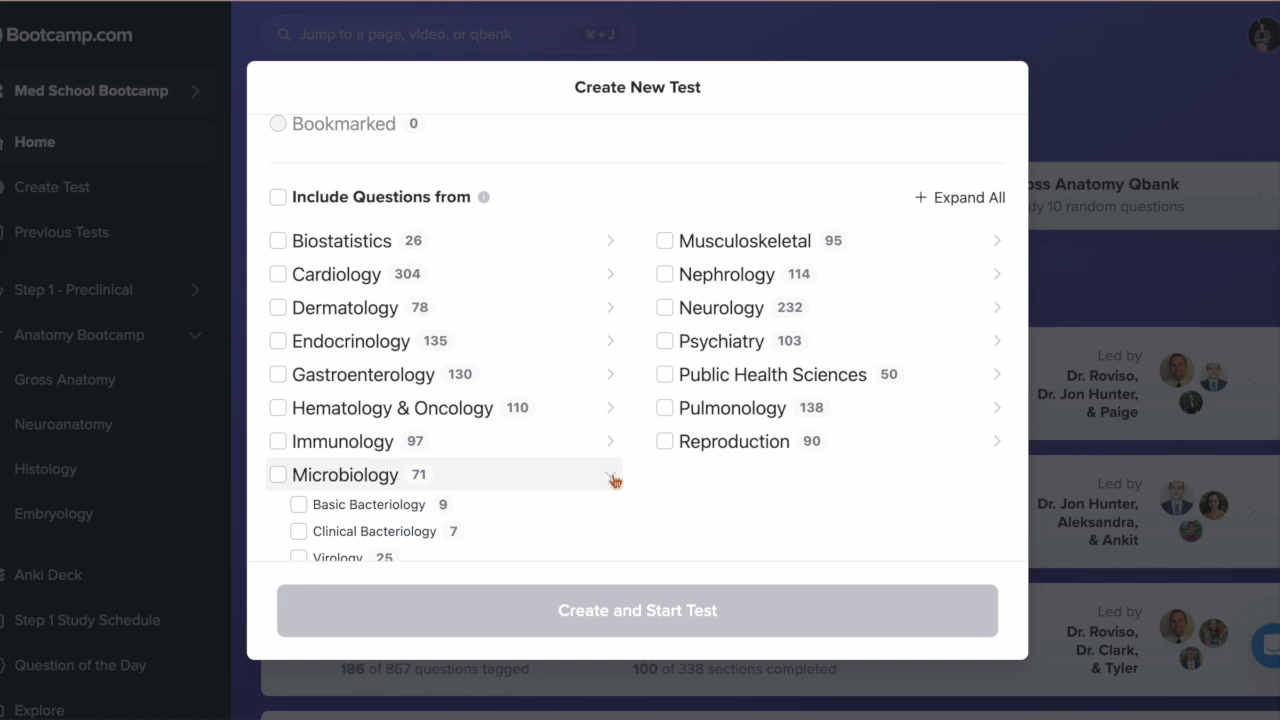 Bootcamp.com
Jump to a page, video, or qbank ⌘+J
Med School Bootcamp
Home
Create Test
Previous Tests
Step 1 - Preclinical
Anatomy Bootcamp
Gross Anatomy
Neuroanatomy
Histology
Embryology
Anki Deck
Step 1 Study Schedule
Question of the Day
Explore
Create New Test
Bookmarked 0
Include Questions from
+ Expand All
Biostatistics 26
Cardiology 304
Dermatology 78
Endocrinology 135
Gastroenterology 130
Hematology & Oncology 110
Immunology 97
Microbiology 71
Basic Bacteriology 9
Clinical Bacteriology 7
Virology 25
Musculoskeletal 95
Nephrology 114
Neurology 232
Psychiatry 103
Public Health Sciences 50
Pulmonology 138
Reproduction 90
Create and Start Test
Anatomy Qbank
10 random questions
Led by
Dr. Roviso,
Dr. Jon Hunter,
& Paige
Led by
Dr. Jon Hunter,
Aleksandra,
& Ankit
Led by
Dr. Roviso,
Dr. Clark,
& Tyler
186 of 867 questions tagged
100 of 338 sections completed